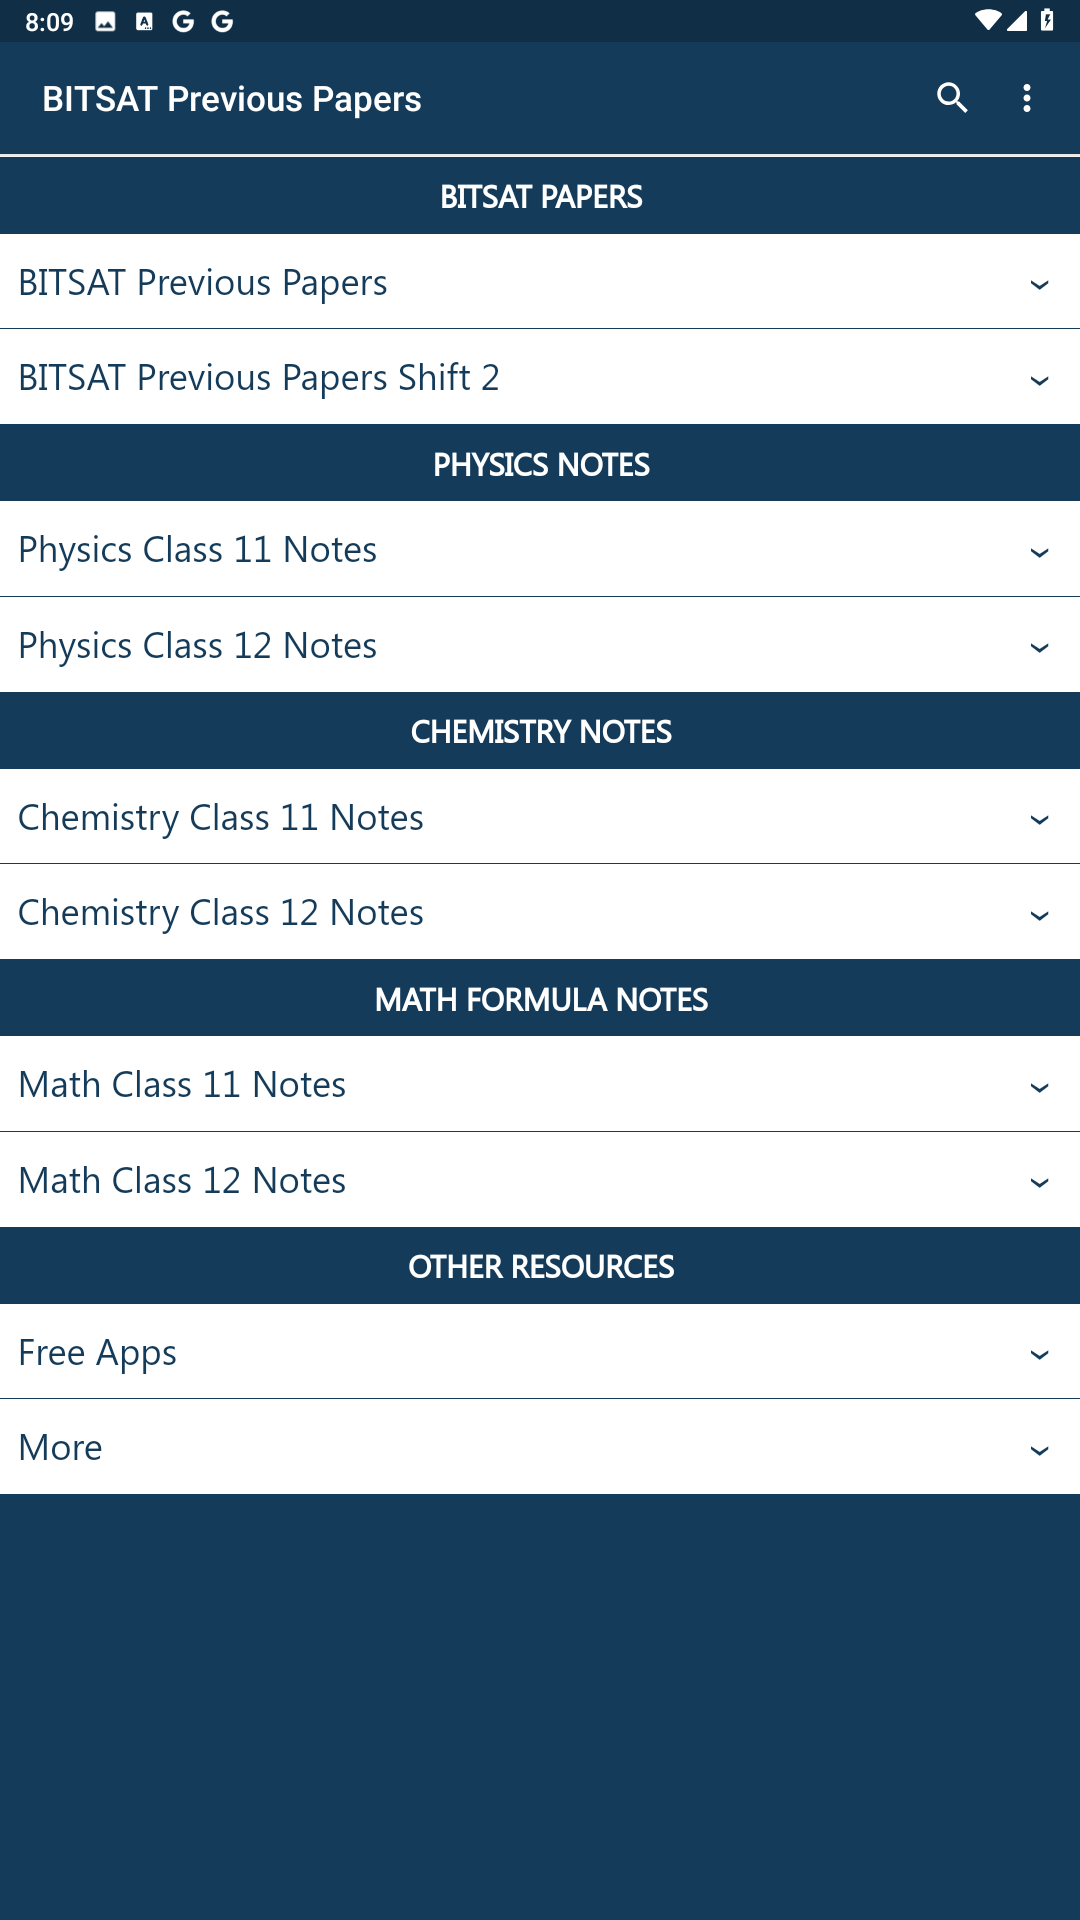 8:09
BITSAT Previous Papers
BITSAT PAPERS
BITSAT Previous Papers
BITSAT Previous Papers Shift 2
PHYSICS NOTES
Physics Class 11 Notes
Physics Class 12 Notes
CHEMISTRY NOTES
Chemistry Class 11 Notes
Chemistry Class 12 Notes
MATH FORMULA NOTES
Math Class 11 Notes
Math Class 12 Notes
OTHER RESOURCES
Free Apps
More